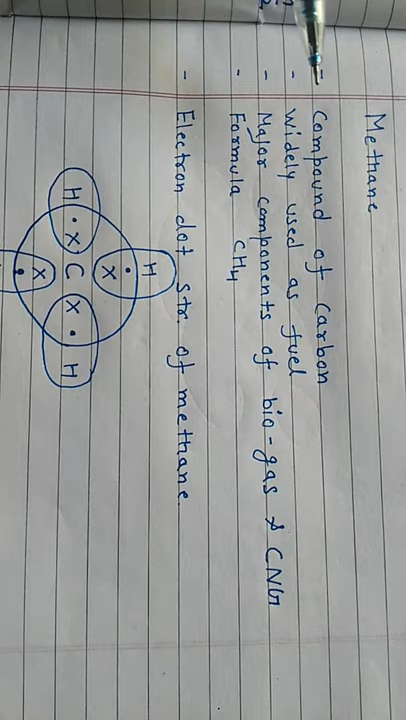 Methane
- Compound of Carbon
- Widely used as fuel
- Major components of bio-gas & CNG
- Formula CH4
- Electron dot str. of methane.
H
X
H • X C X • H
X